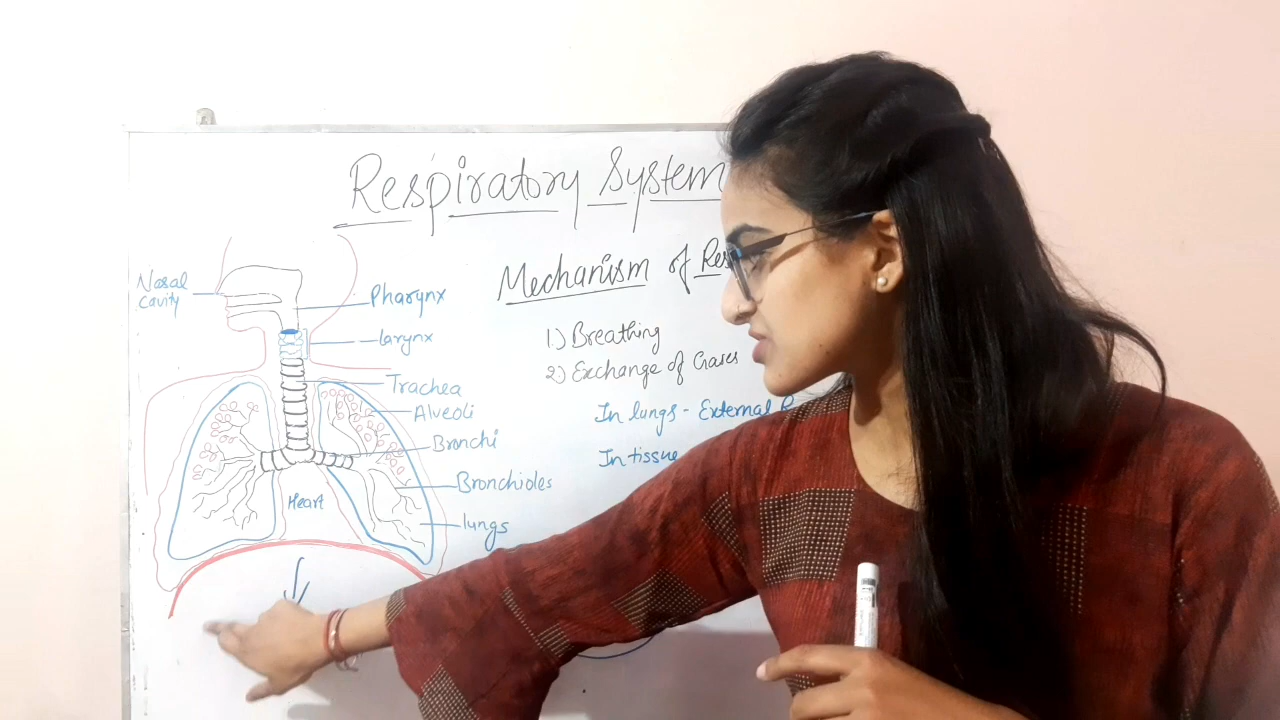 Respiratory System
Mechanism of Res
1) Breathing
2) Exchange of Gases
In lungs - External R
In tissue
Nasal
cavity
Pharynx
Larynx
Trachea
Alveoli
Bronchi
Bronchioles
lungs
Heart